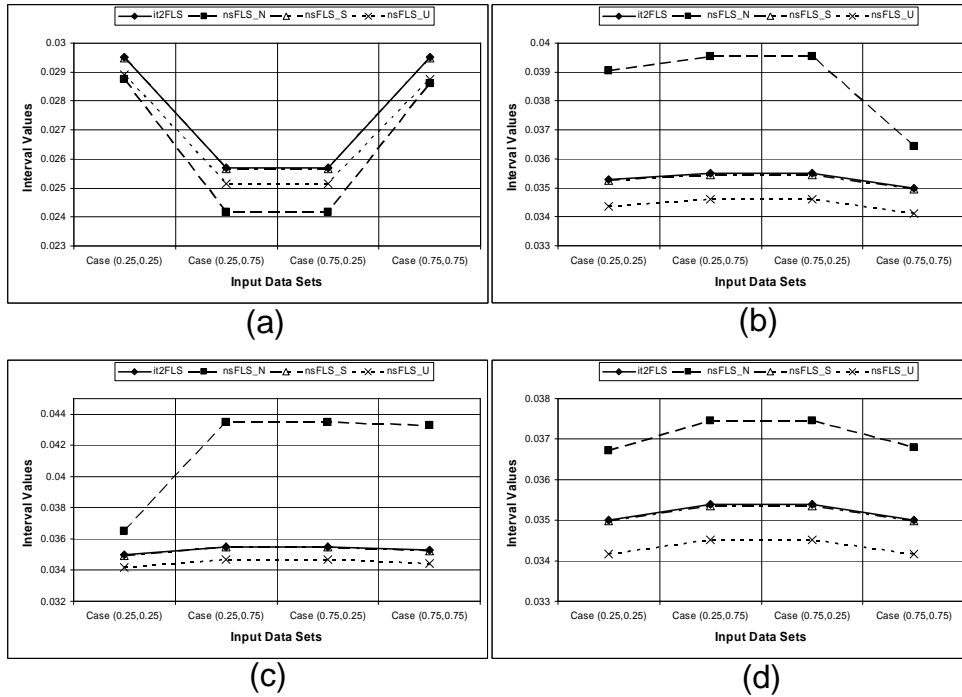 it2FLS nsFLS_N nsFLS_S nsFLS_U
0.03
0.029
0.028
0.027
0.026
0.025
0.024
0.023
Interval Values
Case (0.25,0.25) Case (0.25,0.75) Case (0.75,0.25) Case (0.75,0.75)
Input Data Sets
(a)
it2FLS nsFLS_N nsFLS_S nsFLS_U
0.04
0.039
0.038
0.037
0.036
0.035
0.034
0.033
Interval Values
Case (0.25,0.25) Case (0.25,0.75) Case (0.75,0.25) Case (0.75,0.75)
Input Data Sets
(b)
it2FLS nsFLS_N nsFLS_S nsFLS_U
0.044
0.042
0.04
0.038
0.036
0.034
0.032
Interval Values
Case (0.25,0.25) Case (0.25,0.75) Case (0.75,0.25) Case (0.75,0.75)
Input Data Sets
(c)
it2FLS nsFLS_N nsFLS_S nsFLS_U
0.038
0.037
0.036
0.035
0.034
0.033
Interval Values
Case (0.25,0.25) Case (0.25,0.75) Case (0.75,0.25) Case (0.75,0.75)
Input Data Sets
(d)